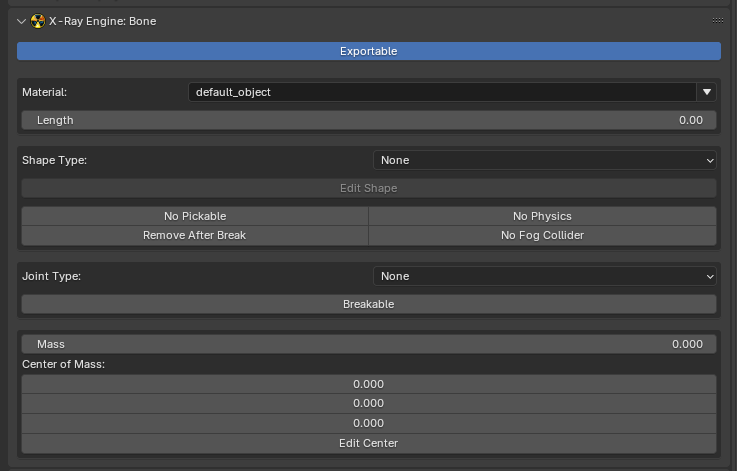 X-Ray Engine: Bone
Exportable
Material: default_object
Length 0.00
Shape Type: None
Edit Shape
No Pickable No Physics
Remove After Break No Fog Collider
Joint Type: None
Breakable
Mass 0.000
Center of Mass:
0.000
0.000
0.000
Edit Center